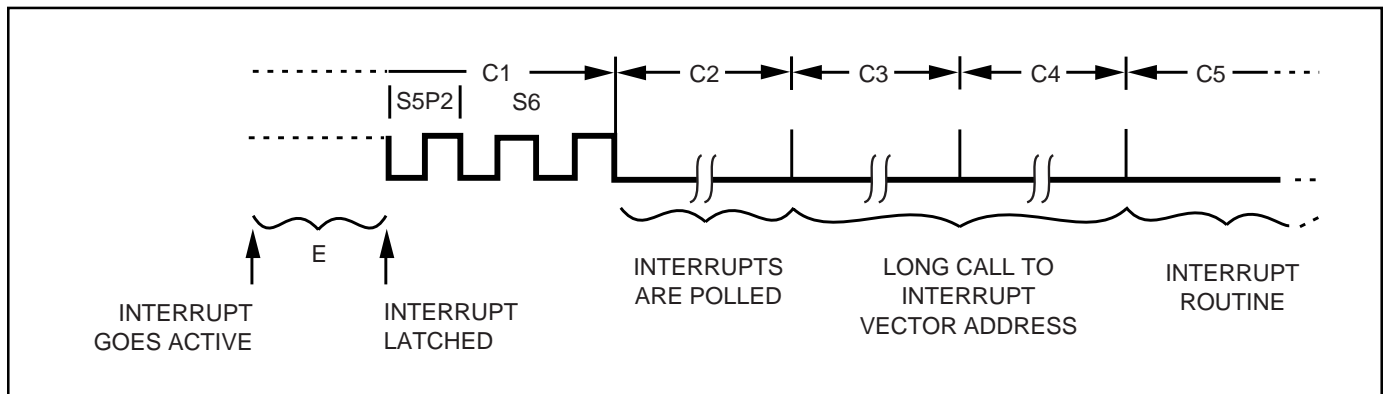 C1
C2
C3
C4
C5
S5P2
S6
E
INTERRUPT
GOES ACTIVE
INTERRUPT
LATCHED
INTERRUPTS
ARE POLLED
LONG CALL TO
INTERRUPT
VECTOR ADDRESS
INTERRUPT
ROUTINE